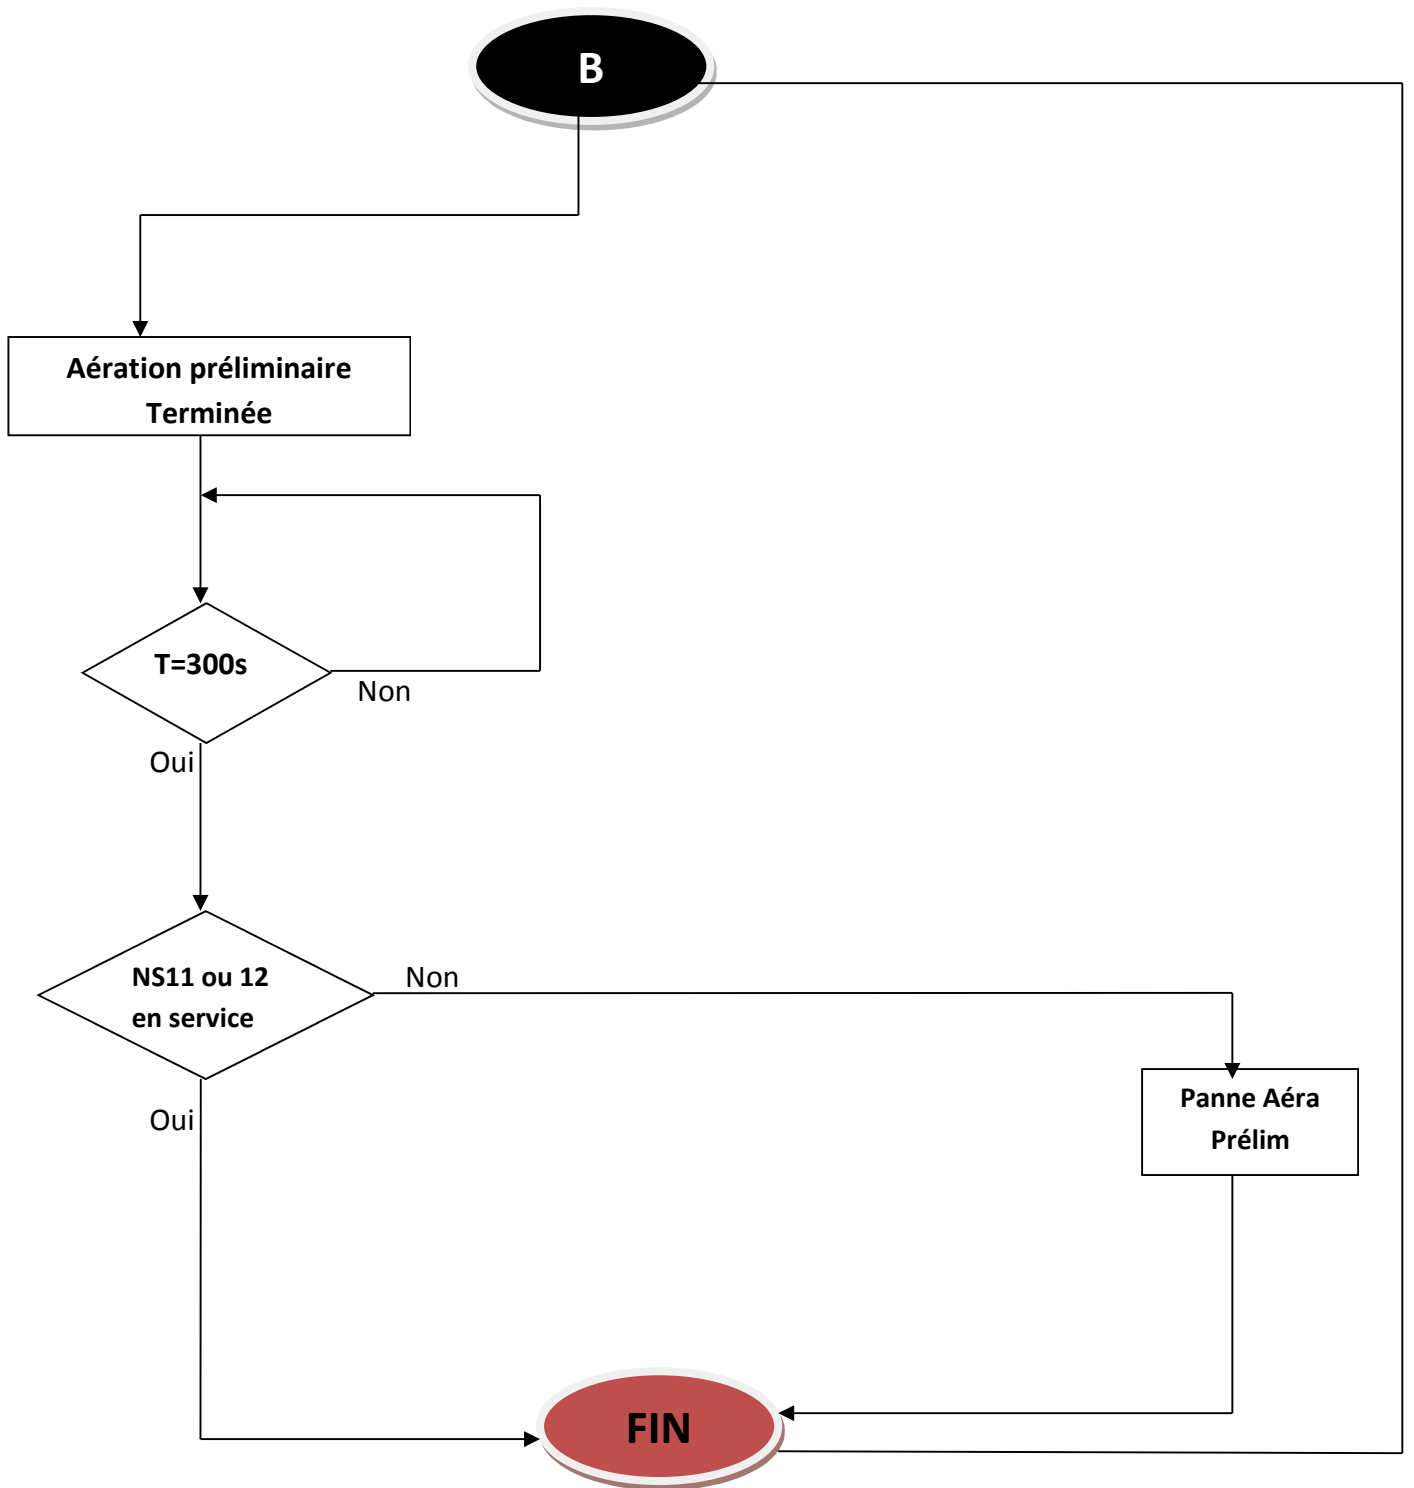 B
Aération préliminaire
Terminée
T=300s
Non
Oui
NS11 ou 12
en service
Non
Oui
Panne Aéra
Prélim
FIN